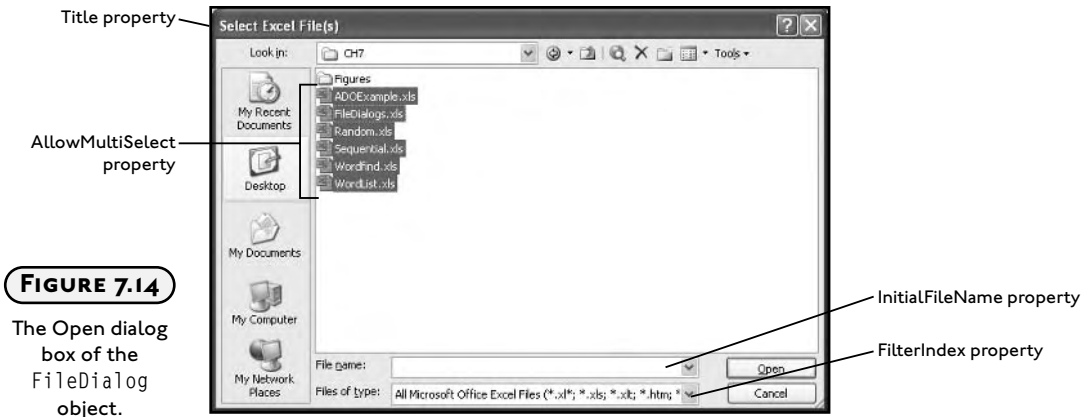 Title property
Select Excel File(s)
Look in:
CH7
Tools
Figures
ADOExample.xls
FileDialogs.xls
Random.xls
Sequential.xls
Wordfind.xls
WordList.xls
My Recent
Documents
Desktop
My Documents
My Computer
My Network
Places
AllowMultiSelect
property
FIGURE 7.14
The Open dialog
box of the
FileDialog
object.
InitialFileName property
FilterIndex property
File name:
Open
Files of type:
All Microsoft Office Excel Files (*.xl*; *.xls; *.xlt; *.htm; *
Cancel